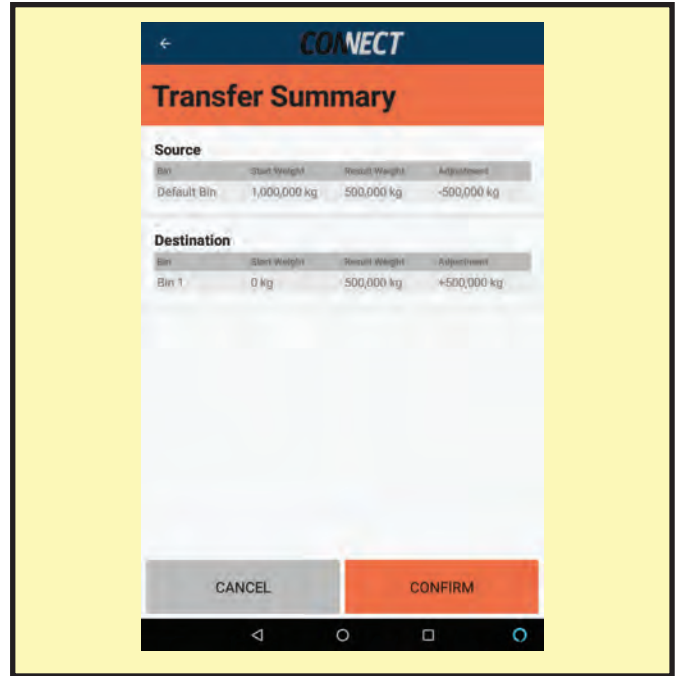 CONNECT
Transfer Summary
Source
Bin Start Weight Result Weight Adjustment
Default Bin 1,000,000 kg 500,000 kg -500,000 kg
Destination
Bin Start Weight Result Weight Adjustment
Bin 1 0 kg 500,000 kg +500,000 kg
CANCEL CONFIRM